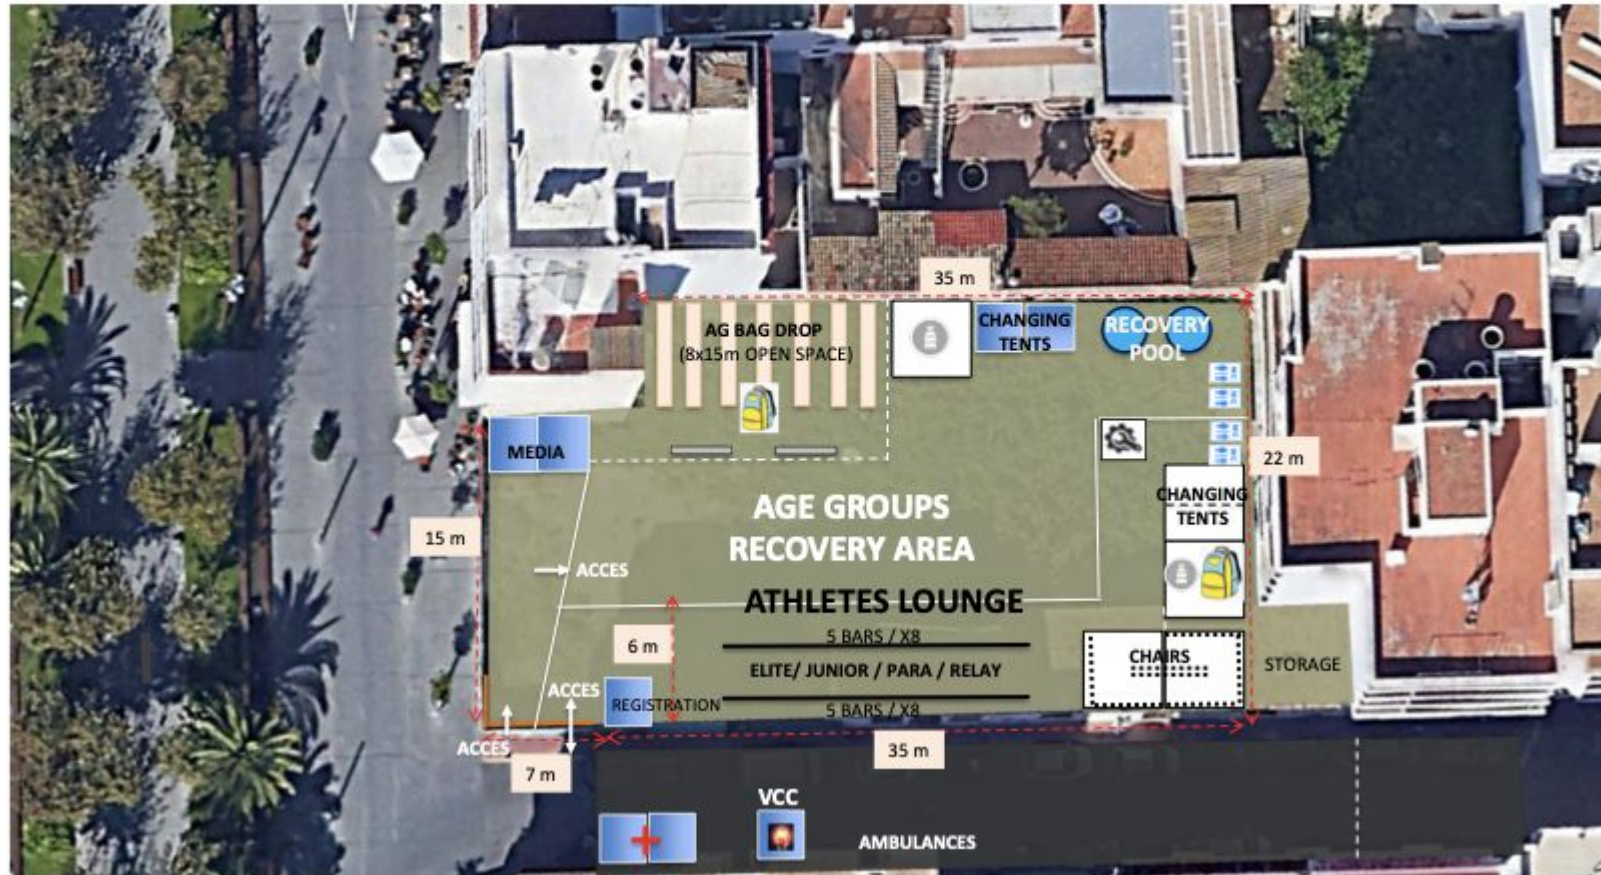 35 m
AG BAG DROP
(8x15m OPEN SPACE)
CHANGING
TENTS
RECOVERY
POOL
MEDIA
22 m
CHANGING
TENTS
AGE GROUPS
RECOVERY AREA
15 m
ACCES
ATHLETES LOUNGE
5 BARS / X8
6 m
ELITE/ JUNIOR / PARA / RELAY
CHAIRS
STORAGE
ACCES
REGISTRATION
5 BARS / X8
ACCES
7 m
35 m
VCC
AMBULANCES